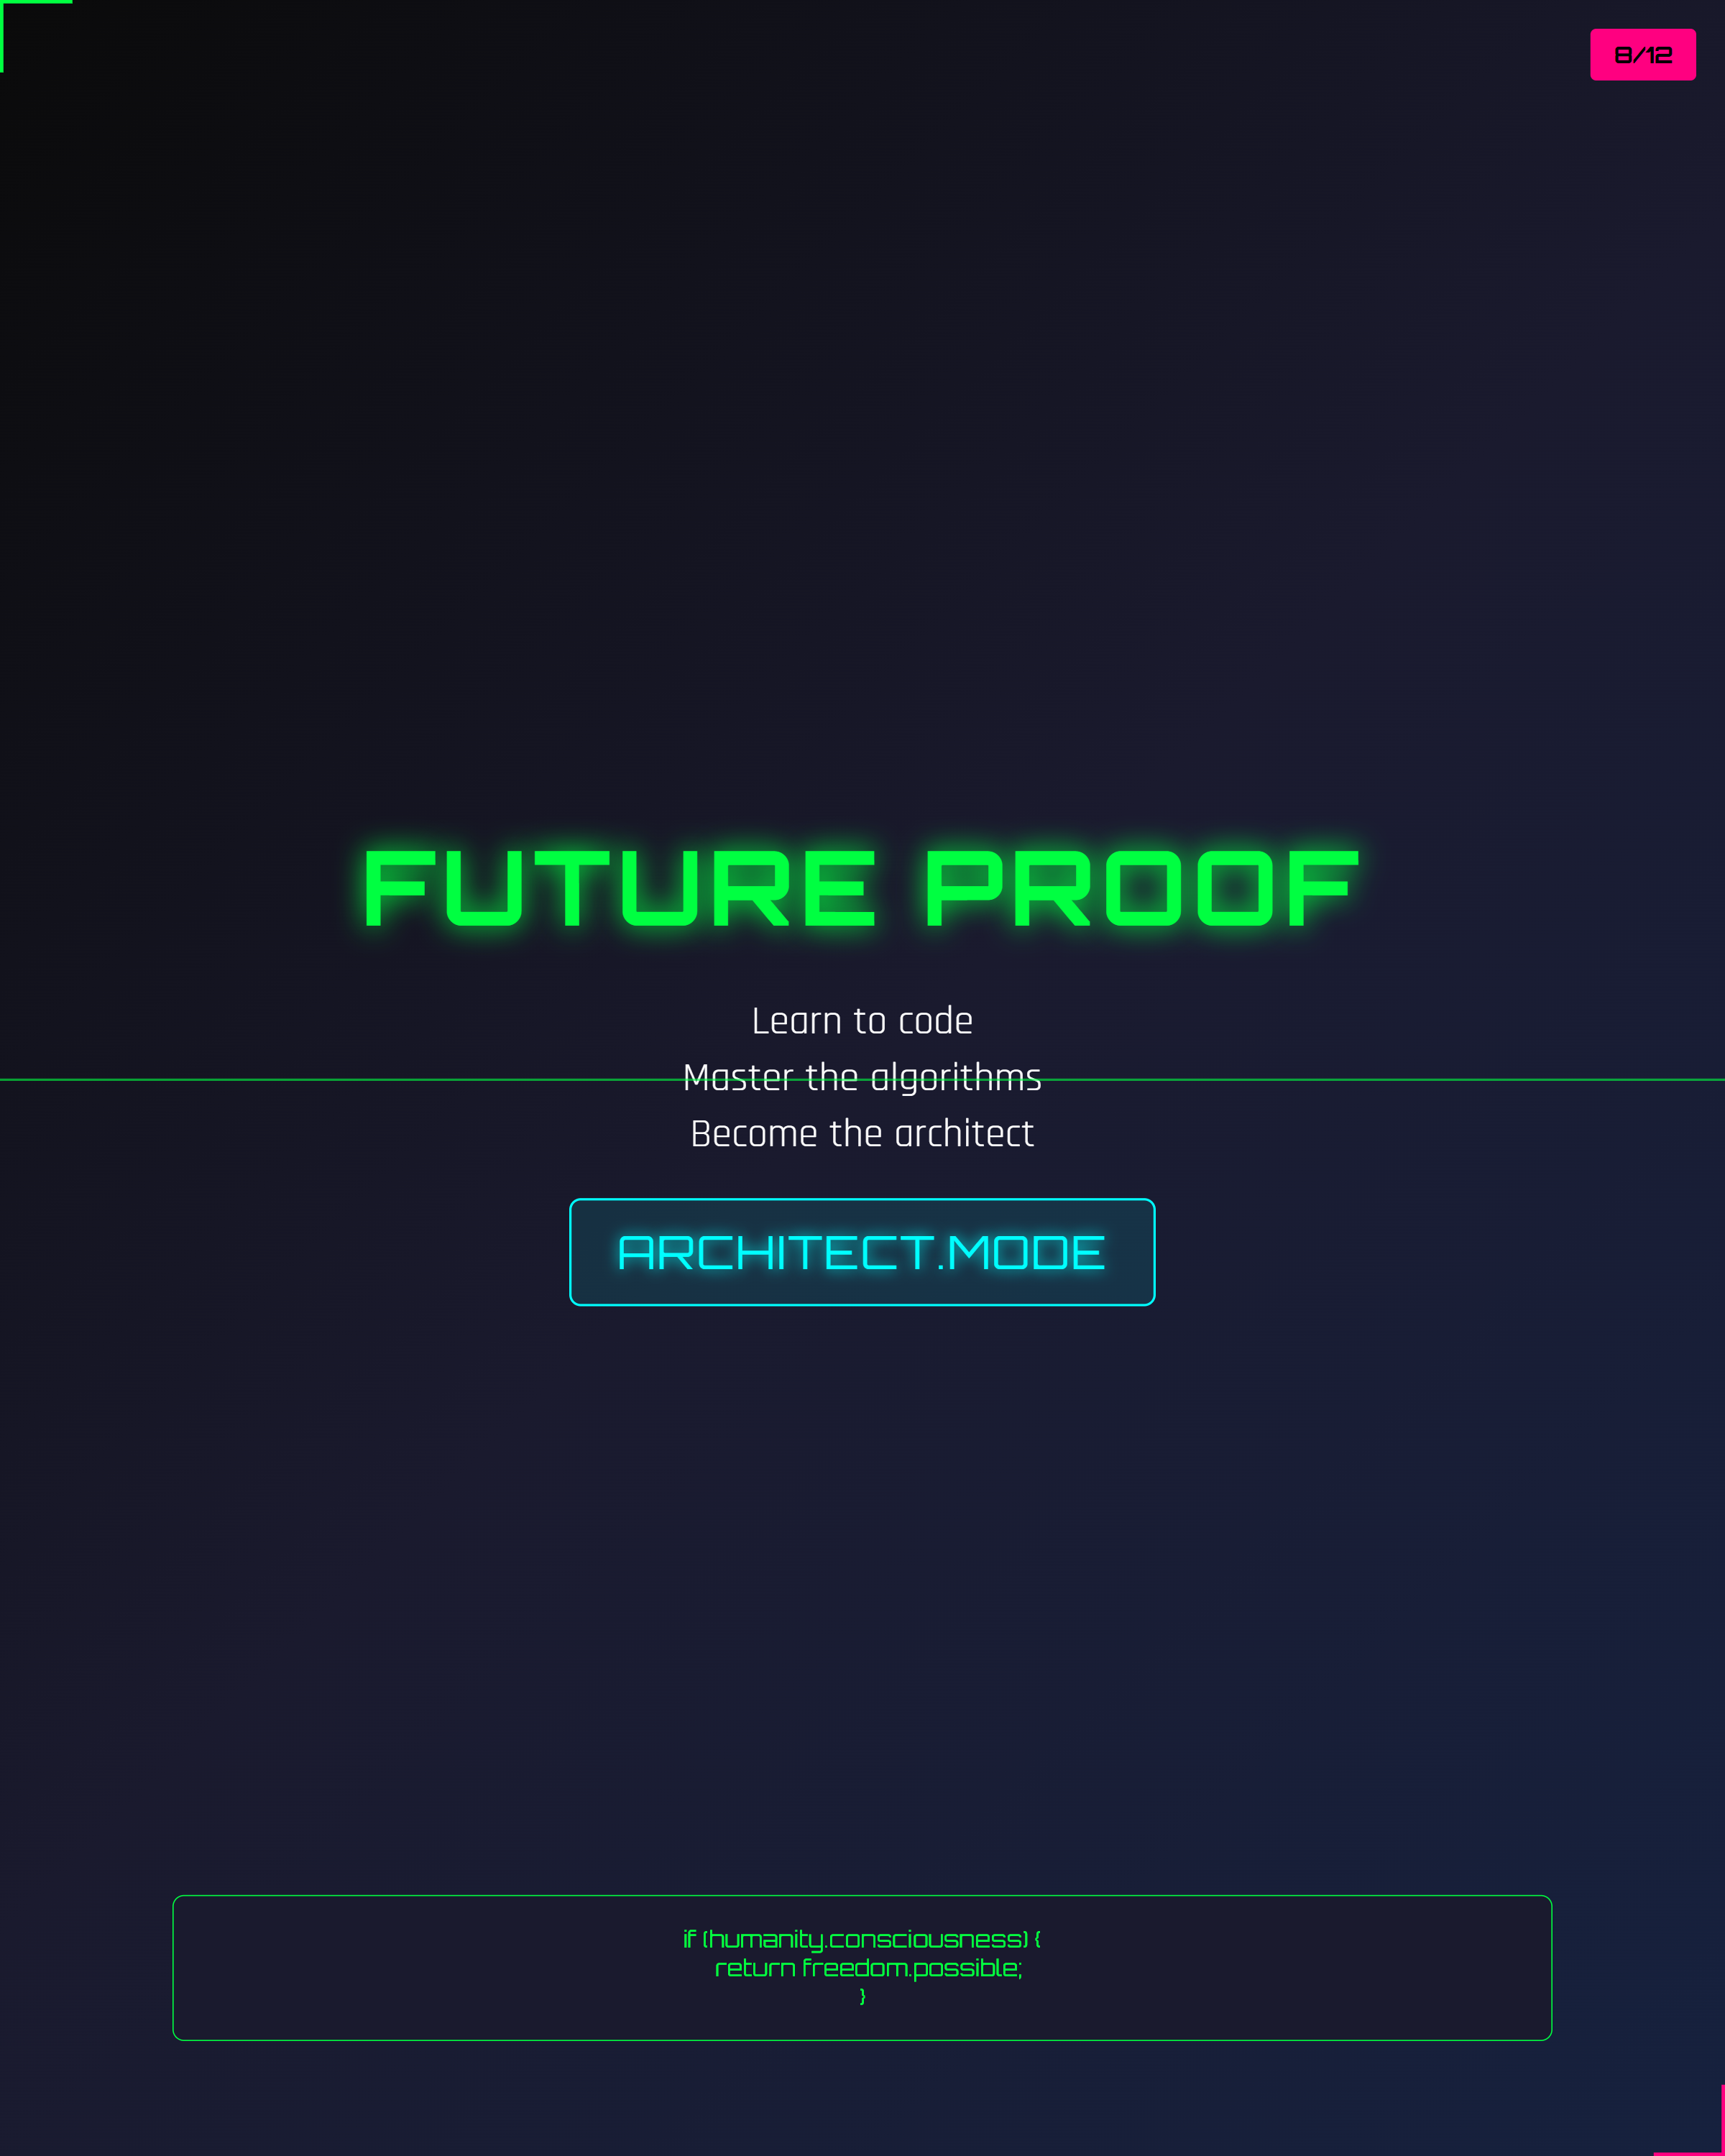 8/12
FUTURE PROOF
Learn to code
Master the algorithms
Become the architect
ARCHITECT.MODE
if (humanity.consciousness) {
return freedom.possible;
}